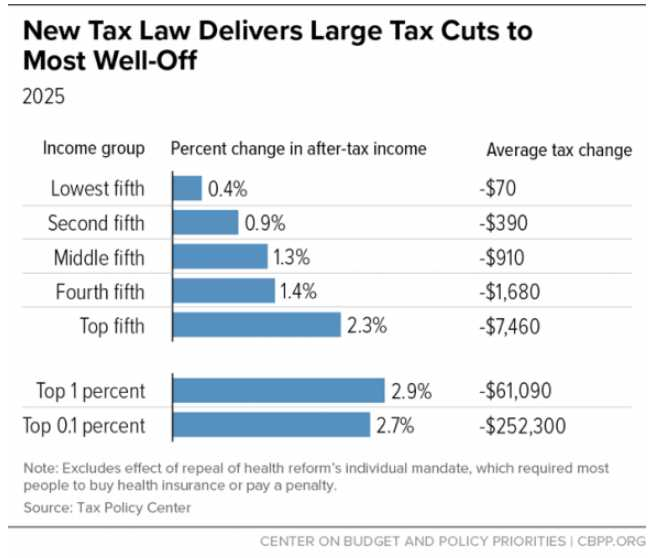 New Tax Law Delivers Large Tax Cuts to
Most Well-Off
2025
Income group Percent change in after-tax income Average tax change
Lowest fifth 0.4% -$70
Second fifth 0.9% -$390
Middle fifth 1.3% -$910
Fourth fifth 1.4% -$1,680
Top fifth 2.3% -$7,460
Top 1 percent 2.9% -$61,090
Top 0.1 percent 2.7% -$252,300
Note: Excludes effect of repeal of health reform's individual mandate, which required most
people to buy health insurance or pay a penalty.
Source: Tax Policy Center
CENTER ON BUDGET AND POLICY PRIORITIES | CBPP.ORG